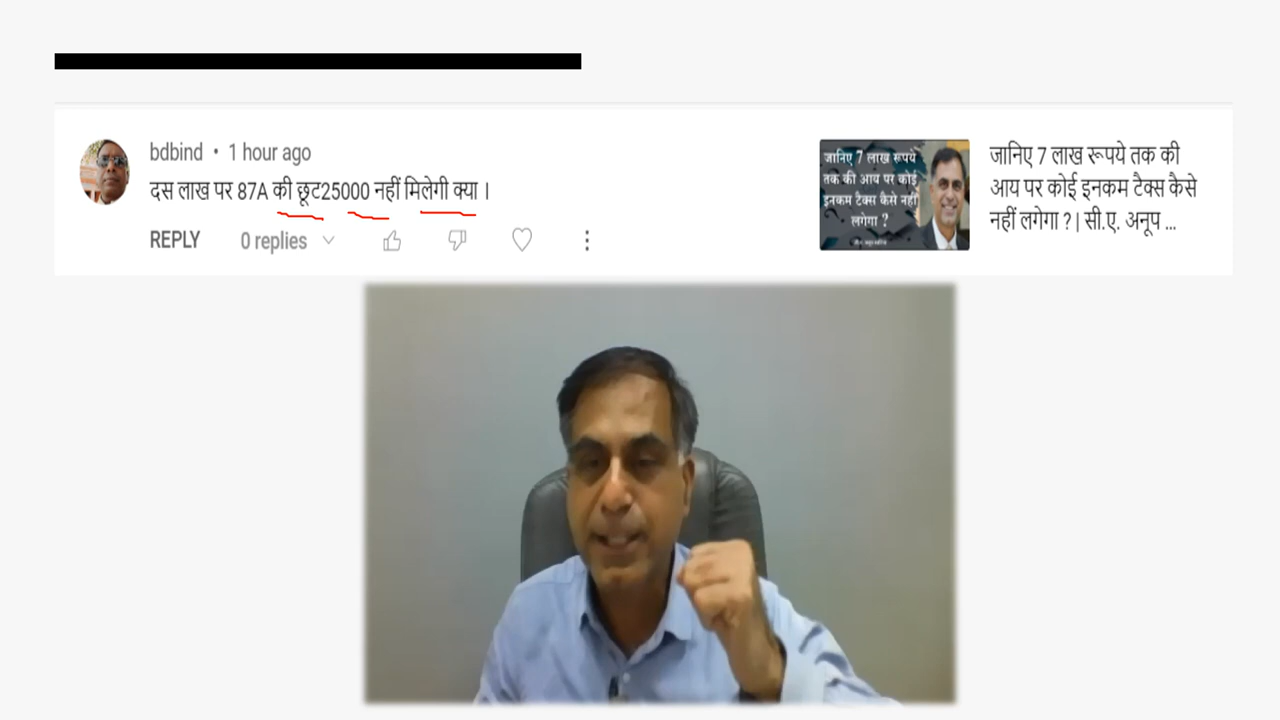 bdbind • 1 hour ago
दस लाख पर 87A की छूट25000 नहीं मिलेगी क्या ।
REPLY 0 replies
जानिए 7 लाख रूपये
तक की आय पर कोई
इनकम टैक्स कैसे नहीं
लगेगा ?
जानिए 7 लाख रूपये तक की
आय पर कोई इनकम टैक्स कैसे
नहीं लगेगा ? | सी.ए. अनूप ...